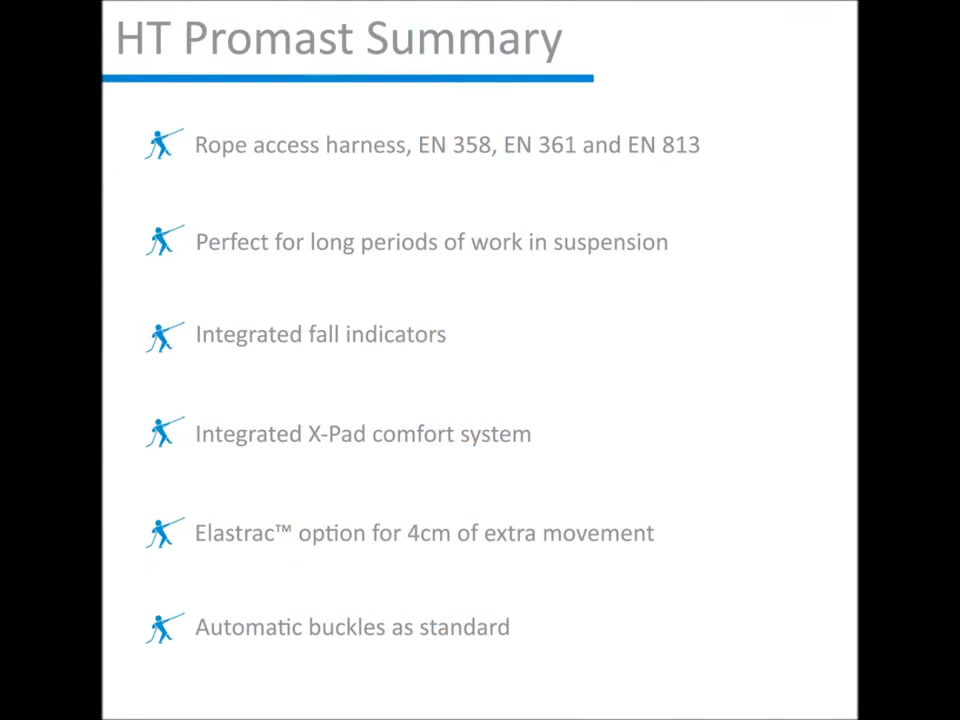 HT Promast Summary
Rope access harness, EN 358, EN 361 and EN 813
Perfect for long periods of work in suspension
Integrated fall indicators
Integrated X-Pad comfort system
Elastrac™ option for 4cm of extra movement
Automatic buckles as standard